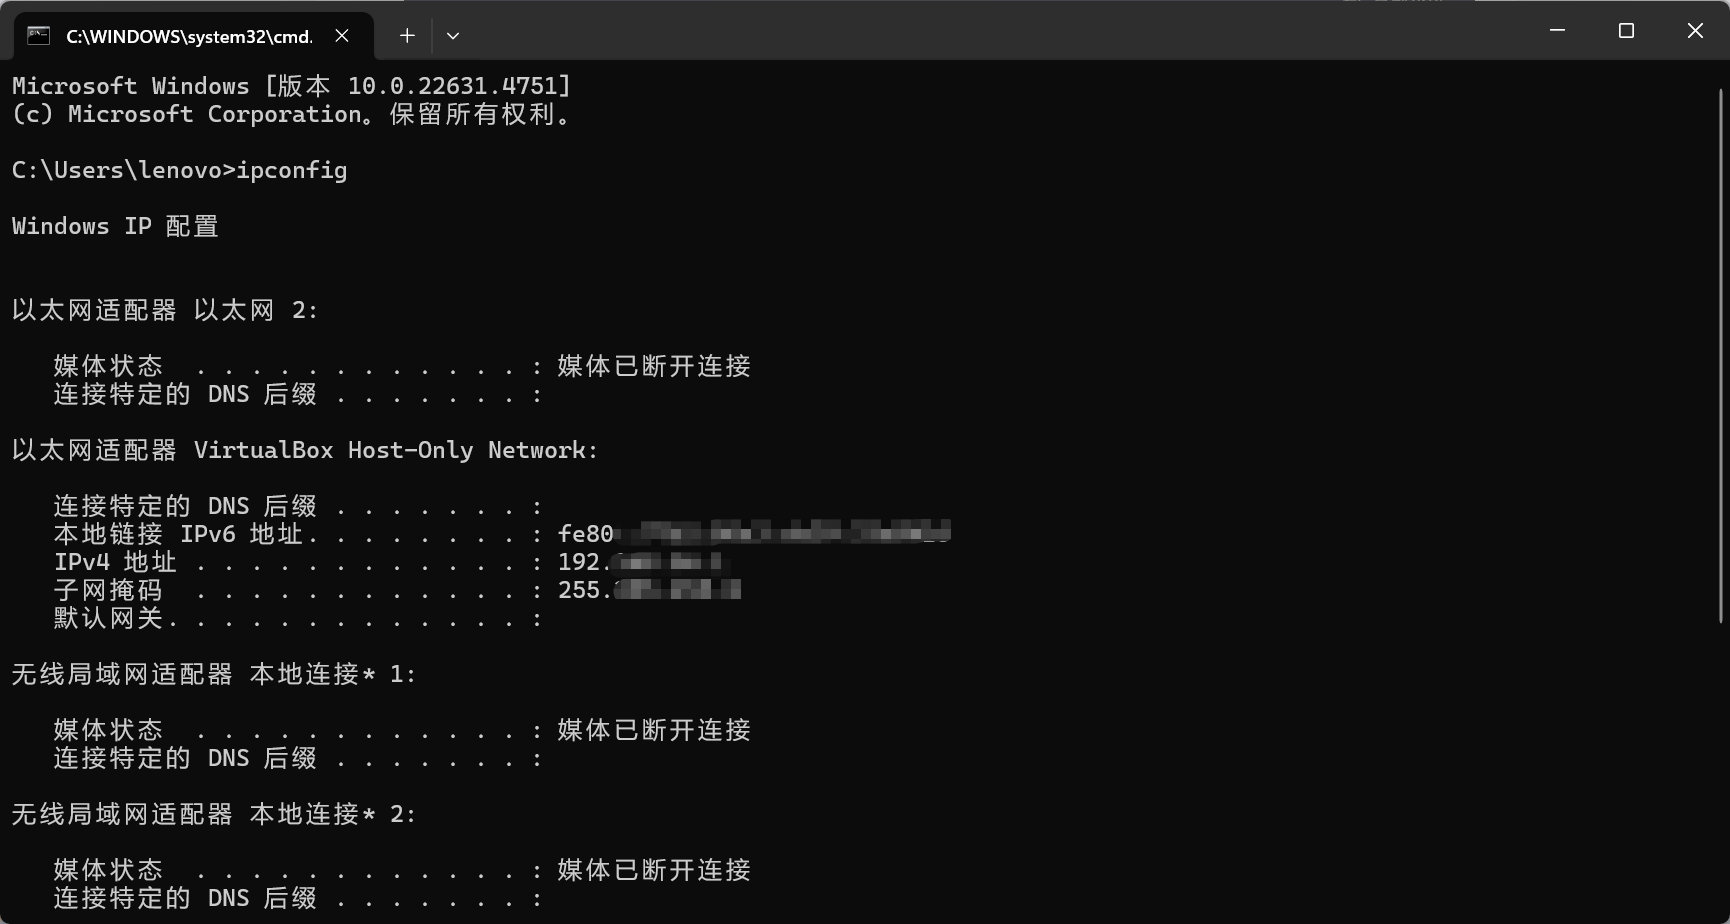 C:\WINDOWS\system32\cmd.
Microsoft Windows [版本 10.0.22631.4751]
(c) Microsoft Corporation。保留所有权利。
C:\Users\lenovo>ipconfig
Windows IP 配置
以太网适配器 以太网 2:
媒体状态  . . . . . . . . . . . . : 媒体已断开连接
连接特定的 DNS 后缀 . . . . . . . :
以太网适配器 VirtualBox Host-Only Network:
连接特定的 DNS 后缀 . . . . . . . :
本地链接 IPv6 地址. . . . . . . . : fe80
IPv4 地址 . . . . . . . . . . . . : 192.
子网掩码  . . . . . . . . . . . . : 255.
默认网关. . . . . . . . . . . . . :
无线局域网适配器 本地连接* 1:
媒体状态  . . . . . . . . . . . . : 媒体已断开连接
连接特定的 DNS 后缀 . . . . . . . :
无线局域网适配器 本地连接* 2:
媒体状态  . . . . . . . . . . . . : 媒体已断开连接
连接特定的 DNS 后缀 . . . . . . . :